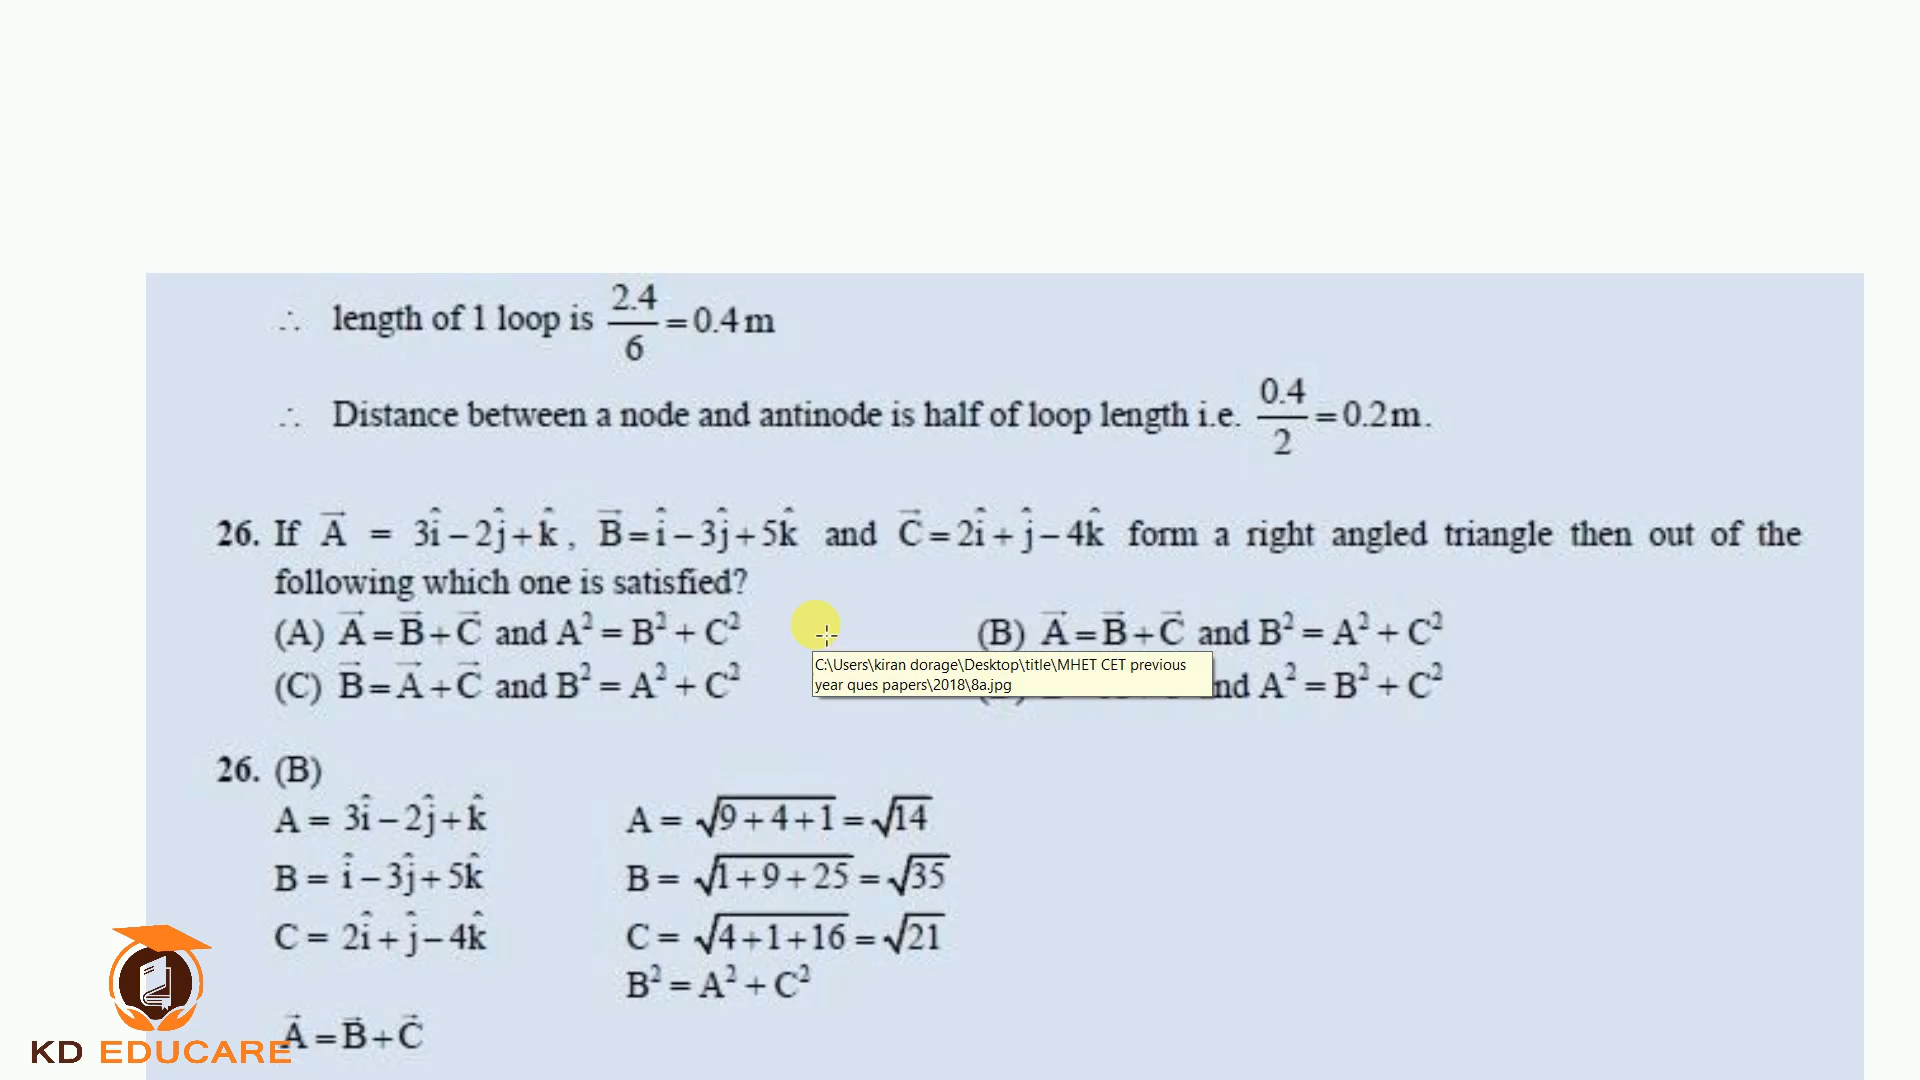 ∴ length of 1 loop is 2.4/6 = 0.4 m
∴ Distance between a node and antinode is half of loop length i.e. 0.4/2 = 0.2 m.
26. If A⃗ = 3î − 2ĵ + k̂, B⃗ = î − 3ĵ + 5k̂ and C⃗ = 2î + ĵ − 4k̂ form a right angled triangle then out of the
following which one is satisfied?
(A) A⃗ = B⃗ + C⃗ and A² = B² + C² (B) A⃗ = B⃗ + C⃗ and B² = A² + C²
(C) B⃗ = A⃗ + C⃗ and B² = A² + C² nd A² = B² + C²
C:\Users\kiran dorage\Desktop\title\MHET CET previous
year ques papers\2018\8a.jpg
26. (B)
A = 3î − 2ĵ + k̂ A = √(9 + 4 + 1) = √14
B = î − 3ĵ + 5k̂ B = √(1 + 9 + 25) = √35
C = 2î + ĵ − 4k̂ C = √(4 + 1 + 16) = √21
B² = A² + C²
A⃗ = B⃗ + C⃗
KD EDUCARE